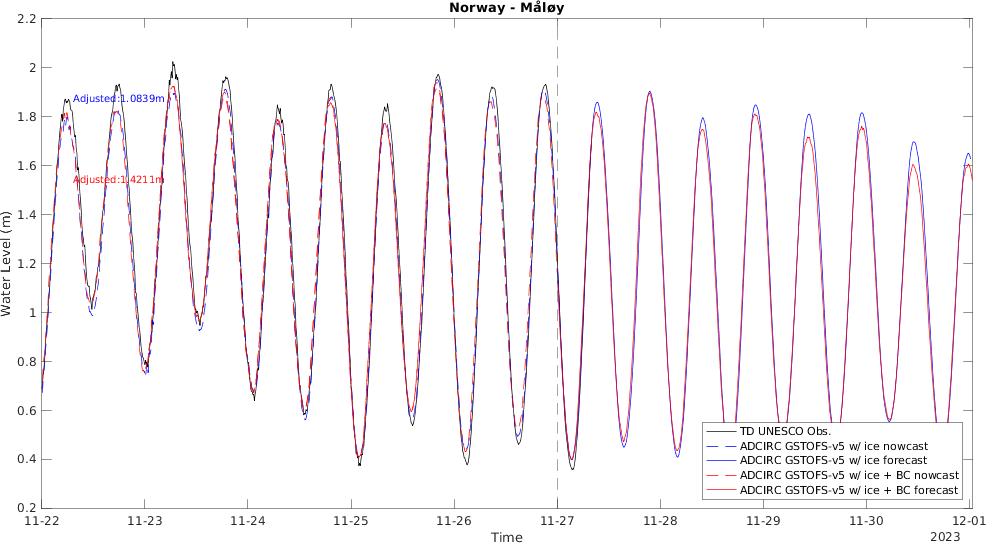 Norway - Måløy
2.2
2
1.8
1.6
1.4
1.2
1
0.8
0.6
0.4
0.2
Water Level (m)
Adjusted:1.0839m
Adjusted:1.4211m
TD UNESCO Obs.
ADCIRC GSTOFS-v5 w/ ice nowcast
ADCIRC GSTOFS-v5 w/ ice forecast
ADCIRC GSTOFS-v5 w/ ice + BC nowcast
ADCIRC GSTOFS-v5 w/ ice + BC forecast
11-22 11-23 11-24 11-25 11-26 11-27 11-28 11-29 11-30 12-01
Time
2023